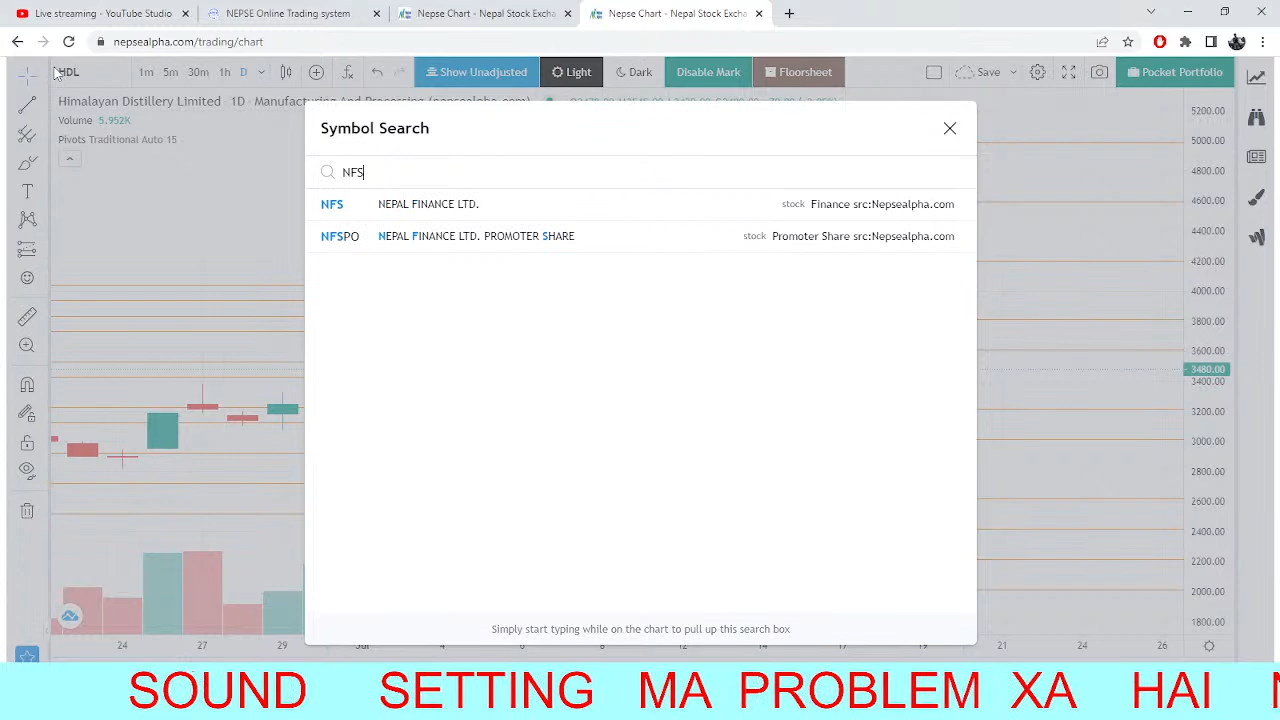 Live streaming - YouTube Studio
NEPSE Online Trading system
Nepse Chart - Nepal Stock Excha
Nepse Chart - Nepal Stock Excha
nepsealpha.com/trading/chart
HDL 1m 5m 30m 1h D Show Unadjusted Light Dark Disable Mark Floorsheet Save Pocket Portfolio
Himalayan Distillery Limited · 1D · Manufacturing And Processing (nepsealpha.com)
Volume 5.952K
Pivots Traditional Auto 15
Symbol Search
NFS
NFS NEPAL FINANCE LTD. stock Finance src:Nepsealpha.com
NFSPO NEPAL FINANCE LTD. PROMOTER SHARE stock Promoter Share src:Nepsealpha.com
Simply start typing while on the chart to pull up this search box
5200.00
5000.00
4800.00
4600.00
4400.00
4200.00
4000.00
3800.00
3600.00
3480.00
3400.00
3200.00
3000.00
2800.00
2600.00
2400.00
2200.00
2000.00
1800.00
24 27 29 21 24 26
SOUND SETTING MA PROBLEM XA HAI